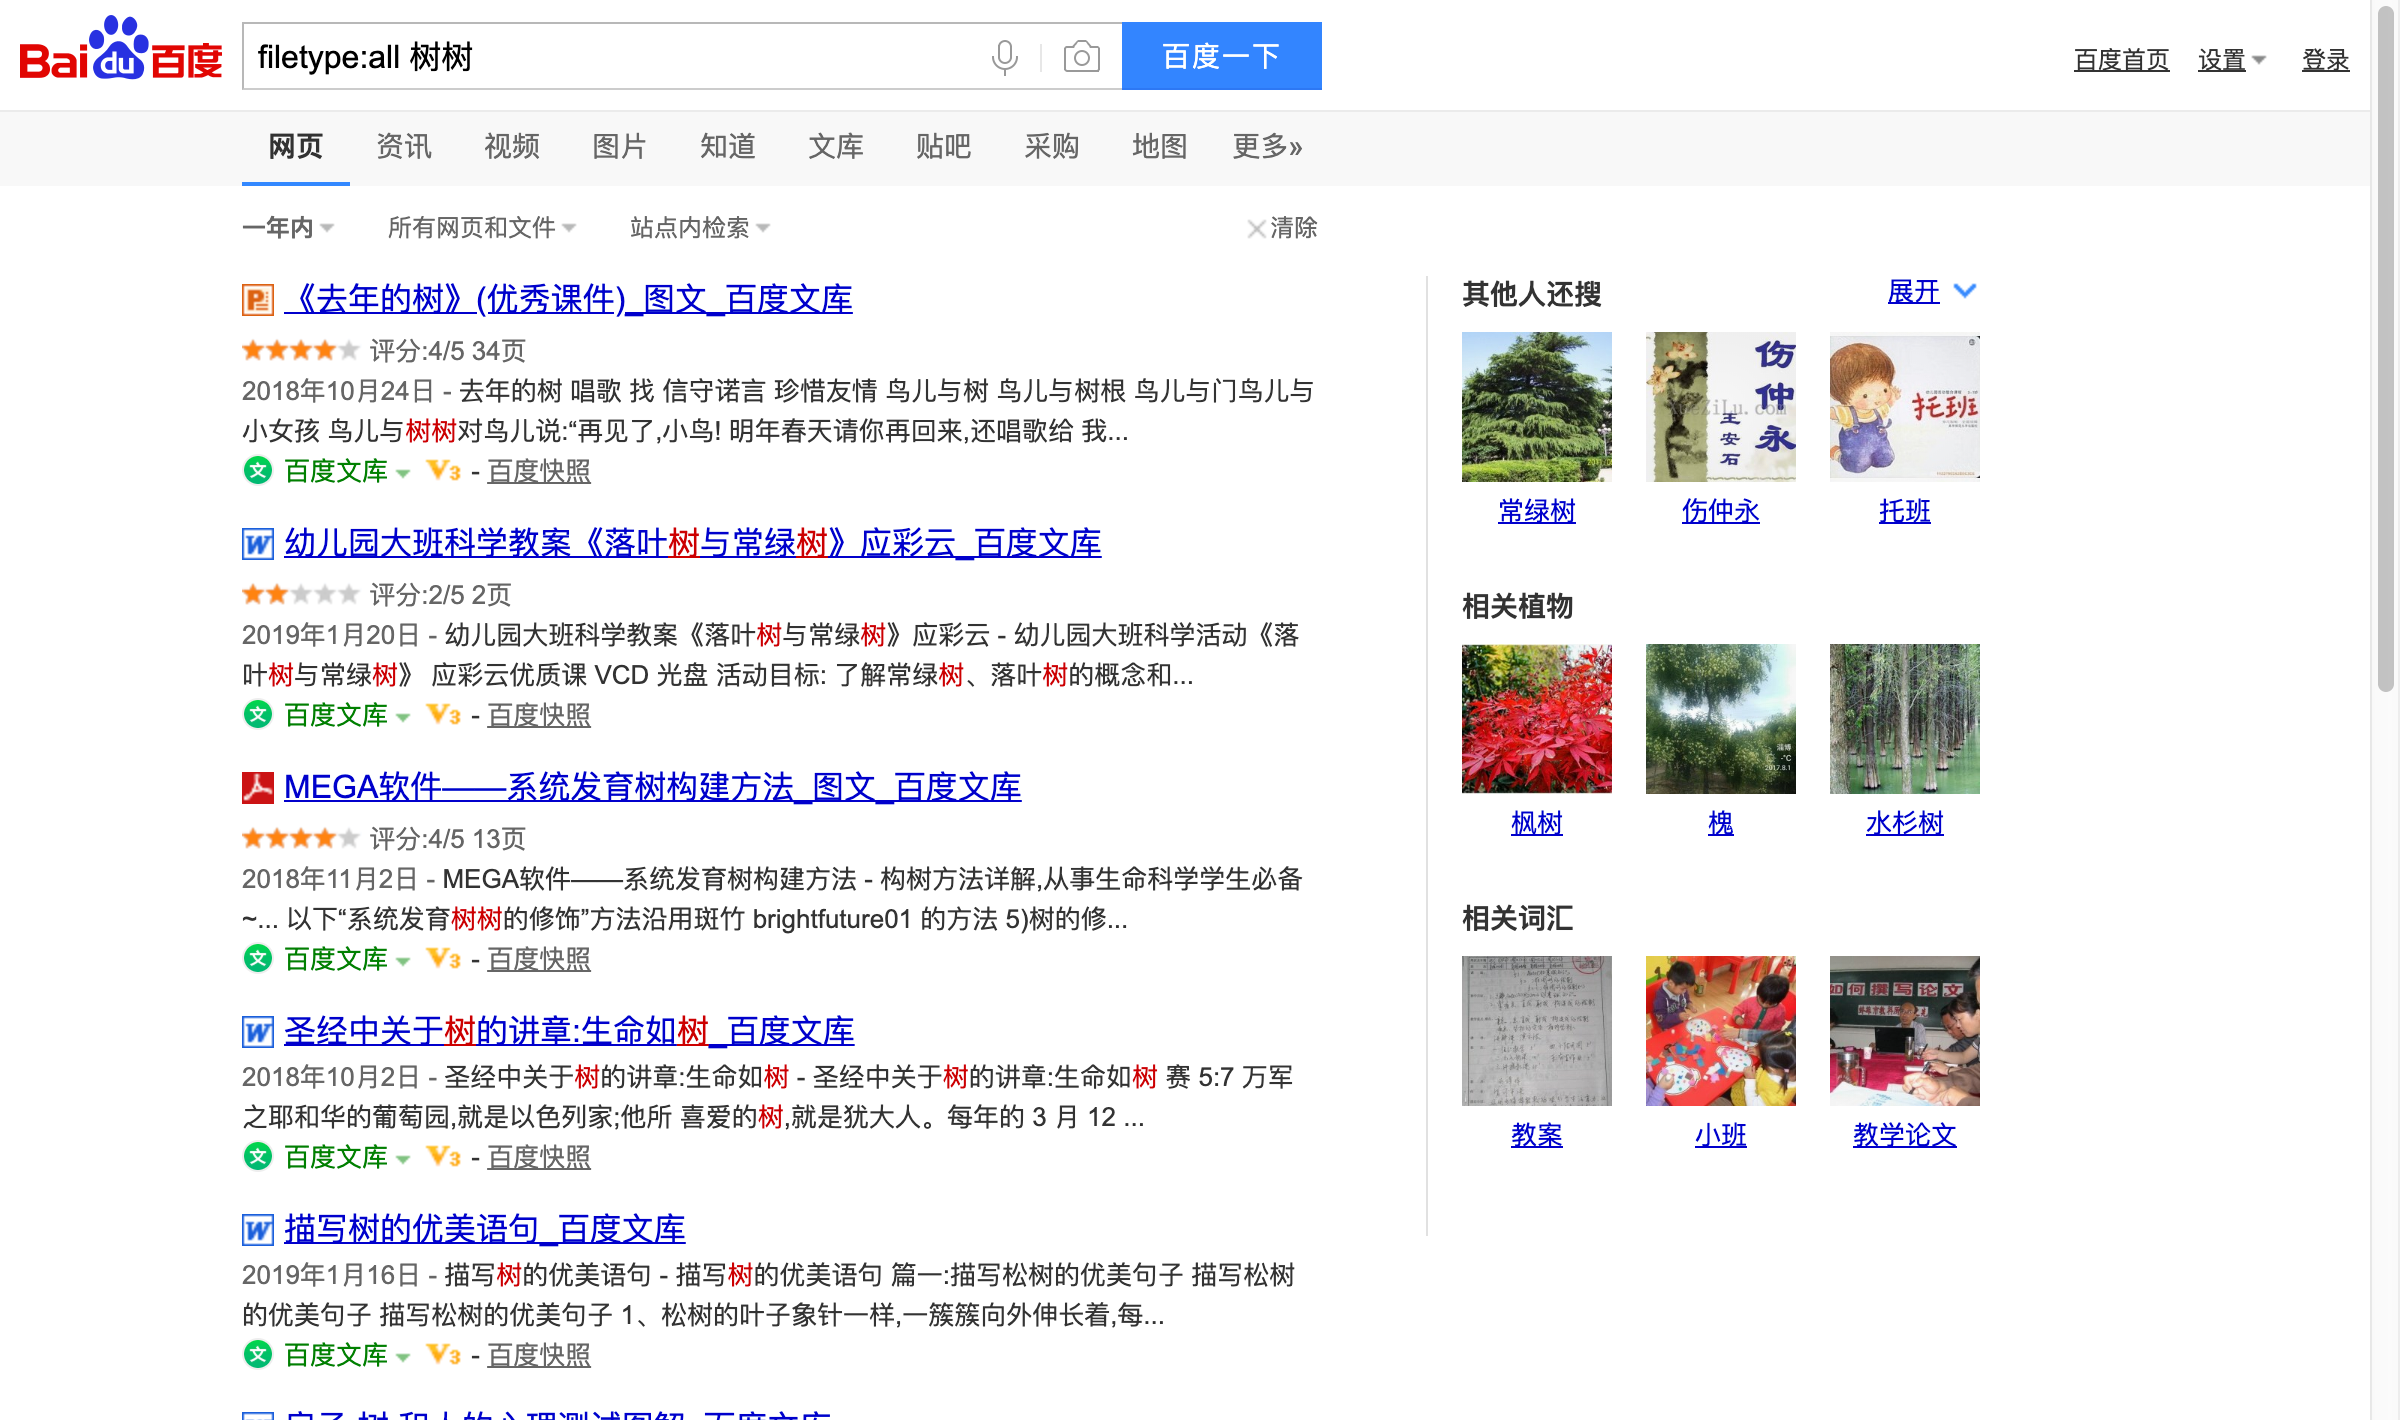 Bai du 百度
filetype:all 树树
百度一下
百度首页 设置 登录
网页 资讯 视频 图片 知道 文库 贴吧 采购 地图 更多»
一年内 所有网页和文件 站点内检索 清除
《去年的树》(优秀课件)_图文_百度文库
评分:4/5 34页
2018年10月24日 - 去年的树 唱歌 找 信守诺言 珍惜友情 鸟儿与树 鸟儿与树根 鸟儿与门鸟儿与
小女孩 鸟儿与树树对鸟儿说:“再见了,小鸟! 明年春天请你再回来,还唱歌给 我...
文 百度文库 V3 - 百度快照
幼儿园大班科学教案《落叶树与常绿树》应彩云_百度文库
评分:2/5 2页
2019年1月20日 - 幼儿园大班科学教案《落叶树与常绿树》应彩云 - 幼儿园大班科学活动《落
叶树与常绿树》 应彩云优质课 VCD 光盘 活动目标: 了解常绿树、落叶树的概念和...
文 百度文库 V3 - 百度快照
MEGA软件——系统发育树构建方法_图文_百度文库
评分:4/5 13页
2018年11月2日 - MEGA软件——系统发育树构建方法 - 构树方法详解,从事生命科学学生必备
~... 以下“系统发育树树的修饰”方法沿用斑竹 brightfuture01 的方法 5)树的修...
文 百度文库 V3 - 百度快照
圣经中关于树的讲章:生命如树_百度文库
2018年10月2日 - 圣经中关于树的讲章:生命如树 - 圣经中关于树的讲章:生命如树 赛 5:7 万军
之耶和华的葡萄园,就是以色列家;他所 喜爱的树,就是犹大人。每年的 3 月 12 ...
文 百度文库 V3 - 百度快照
描写树的优美语句_百度文库
2019年1月16日 - 描写树的优美语句 - 描写树的优美语句 篇一:描写松树的优美句子 描写松树
的优美句子 描写松树的优美句子 1、松树的叶子象针一样,一簇簇向外伸长着,每...
文 百度文库 V3 - 百度快照
其他人还搜 展开
伤仲永
王安石
托班
常绿树 伤仲永 托班
相关植物
枫树 槐 水杉树
相关词汇
如何撰写论文
教案 小班 教学论文